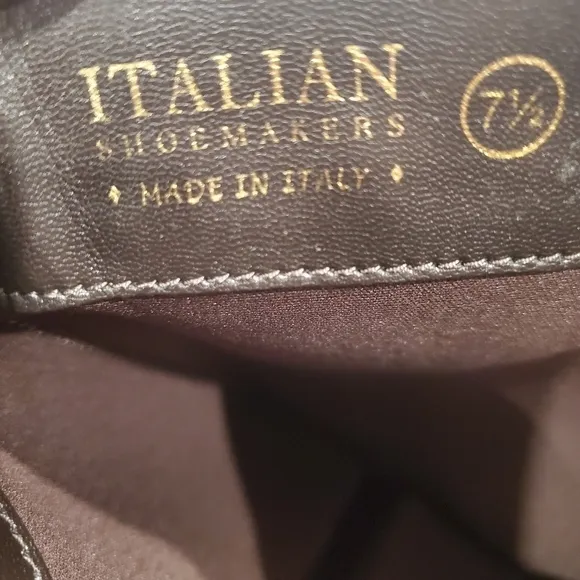 ITALIAN
SHOEMAKERS
♦ MADE IN ITALY ♦
7½